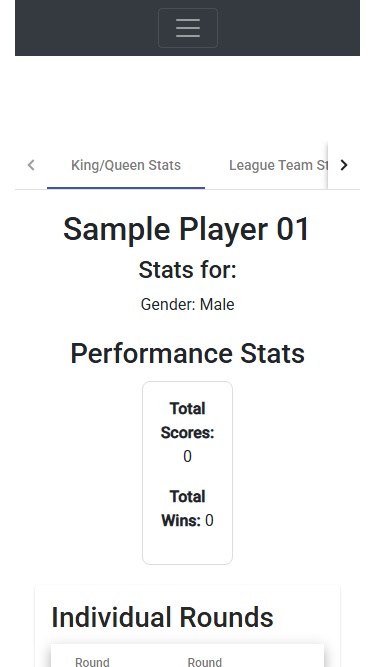 King/Queen Stats League Team St
Sample Player 01
Stats for:
Gender: Male
Performance Stats
Total
Scores:
0
Total
Wins: 0
Individual Rounds
Round Round